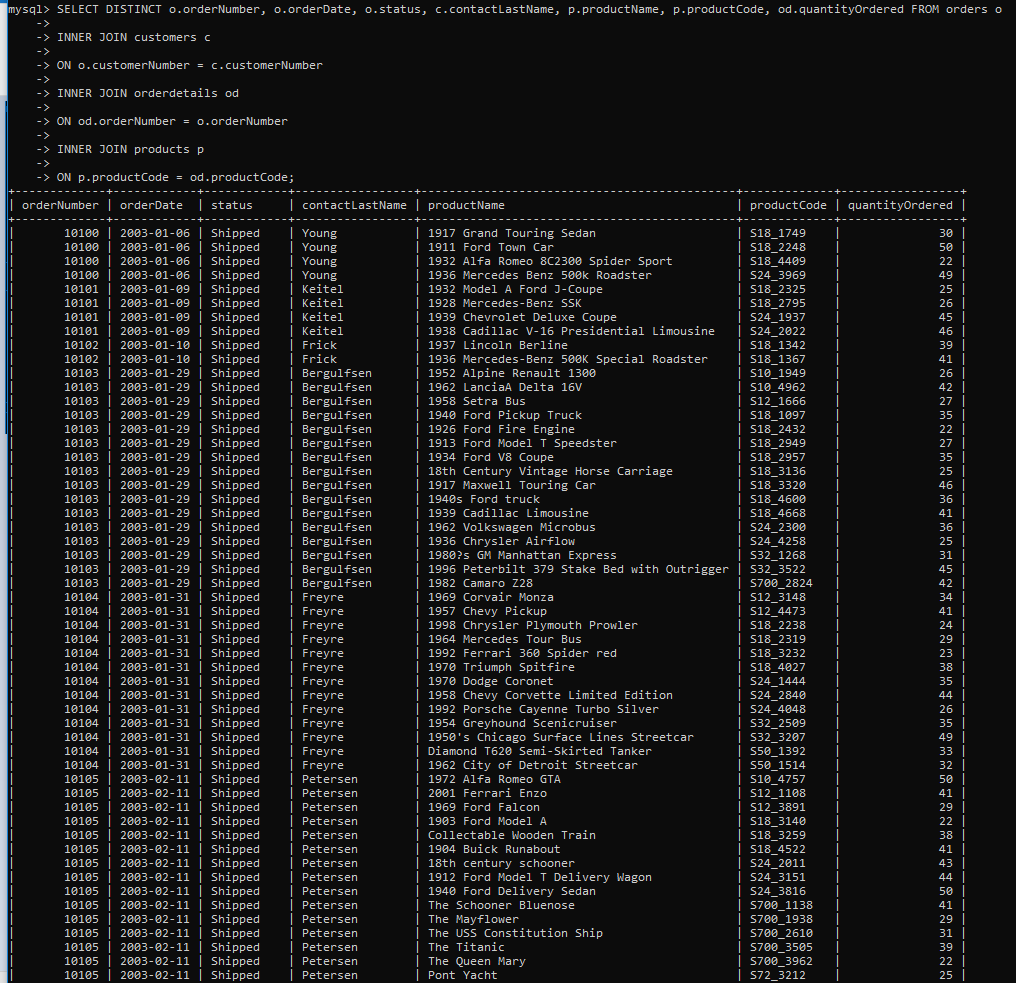 mysql> SELECT DISTINCT o.orderNumber, o.orderDate, o.status, c.contactLastName, p.productName, p.productCode, od.quantityOrdered FROM orders o
    ->
    -> INNER JOIN customers c
    ->
    -> ON o.customerNumber = c.customerNumber
    ->
    -> INNER JOIN orderdetails od
    ->
    -> ON od.orderNumber = o.orderNumber
    ->
    -> INNER JOIN products p
    ->
    -> ON p.productCode = od.productCode;
| orderNumber | orderDate | status | contactLastName | productName | productCode | quantityOrdered |
| 10100 | 2003-01-06 | Shipped | Young | 1917 Grand Touring Sedan | S18_1749 | 30 |
| 10100 | 2003-01-06 | Shipped | Young | 1911 Ford Town Car | S18_2248 | 50 |
| 10100 | 2003-01-06 | Shipped | Young | 1932 Alfa Romeo 8C2300 Spider Sport | S18_4409 | 22 |
| 10100 | 2003-01-06 | Shipped | Young | 1936 Mercedes Benz 500k Roadster | S24_3969 | 49 |
| 10101 | 2003-01-09 | Shipped | Keitel | 1932 Model A Ford J-Coupe | S18_2325 | 25 |
| 10101 | 2003-01-09 | Shipped | Keitel | 1928 Mercedes-Benz SSK | S18_2795 | 26 |
| 10101 | 2003-01-09 | Shipped | Keitel | 1939 Chevrolet Deluxe Coupe | S24_1937 | 45 |
| 10101 | 2003-01-09 | Shipped | Keitel | 1938 Cadillac V-16 Presidential Limousine | S24_2022 | 46 |
| 10102 | 2003-01-10 | Shipped | Frick | 1937 Lincoln Berline | S18_1342 | 39 |
| 10102 | 2003-01-10 | Shipped | Frick | 1936 Mercedes-Benz 500K Special Roadster | S18_1367 | 41 |
| 10103 | 2003-01-29 | Shipped | Bergulfsen | 1952 Alpine Renault 1300 | S10_1949 | 26 |
| 10103 | 2003-01-29 | Shipped | Bergulfsen | 1962 LanciaA Delta 16V | S10_4962 | 42 |
| 10103 | 2003-01-29 | Shipped | Bergulfsen | 1958 Setra Bus | S12_1666 | 27 |
| 10103 | 2003-01-29 | Shipped | Bergulfsen | 1940 Ford Pickup Truck | S18_1097 | 35 |
| 10103 | 2003-01-29 | Shipped | Bergulfsen | 1926 Ford Fire Engine | S18_2432 | 22 |
| 10103 | 2003-01-29 | Shipped | Bergulfsen | 1913 Ford Model T Speedster | S18_2949 | 27 |
| 10103 | 2003-01-29 | Shipped | Bergulfsen | 1934 Ford V8 Coupe | S18_2957 | 35 |
| 10103 | 2003-01-29 | Shipped | Bergulfsen | 18th Century Vintage Horse Carriage | S18_3136 | 25 |
| 10103 | 2003-01-29 | Shipped | Bergulfsen | 1917 Maxwell Touring Car | S18_3320 | 46 |
| 10103 | 2003-01-29 | Shipped | Bergulfsen | 1940s Ford truck | S18_4600 | 36 |
| 10103 | 2003-01-29 | Shipped | Bergulfsen | 1939 Cadillac Limousine | S18_4668 | 41 |
| 10103 | 2003-01-29 | Shipped | Bergulfsen | 1962 Volkswagen Microbus | S24_2300 | 36 |
| 10103 | 2003-01-29 | Shipped | Bergulfsen | 1936 Chrysler Airflow | S24_4258 | 25 |
| 10103 | 2003-01-29 | Shipped | Bergulfsen | 1980?s GM Manhattan Express | S32_1268 | 31 |
| 10103 | 2003-01-29 | Shipped | Bergulfsen | 1996 Peterbilt 379 Stake Bed with Outrigger | S32_3522 | 45 |
| 10103 | 2003-01-29 | Shipped | Bergulfsen | 1982 Camaro Z28 | S700_2824 | 42 |
| 10104 | 2003-01-31 | Shipped | Freyre | 1969 Corvair Monza | S12_3148 | 34 |
| 10104 | 2003-01-31 | Shipped | Freyre | 1957 Chevy Pickup | S12_4473 | 41 |
| 10104 | 2003-01-31 | Shipped | Freyre | 1998 Chrysler Plymouth Prowler | S18_2238 | 24 |
| 10104 | 2003-01-31 | Shipped | Freyre | 1964 Mercedes Tour Bus | S18_2319 | 29 |
| 10104 | 2003-01-31 | Shipped | Freyre | 1992 Ferrari 360 Spider red | S18_3232 | 23 |
| 10104 | 2003-01-31 | Shipped | Freyre | 1970 Triumph Spitfire | S18_4027 | 38 |
| 10104 | 2003-01-31 | Shipped | Freyre | 1970 Dodge Coronet | S24_1444 | 35 |
| 10104 | 2003-01-31 | Shipped | Freyre | 1958 Chevy Corvette Limited Edition | S24_2840 | 44 |
| 10104 | 2003-01-31 | Shipped | Freyre | 1992 Porsche Cayenne Turbo Silver | S24_4048 | 26 |
| 10104 | 2003-01-31 | Shipped | Freyre | 1954 Greyhound Scenicruiser | S32_2509 | 35 |
| 10104 | 2003-01-31 | Shipped | Freyre | 1950's Chicago Surface Lines Streetcar | S32_3207 | 49 |
| 10104 | 2003-01-31 | Shipped | Freyre | Diamond T620 Semi-Skirted Tanker | S50_1392 | 33 |
| 10104 | 2003-01-31 | Shipped | Freyre | 1962 City of Detroit Streetcar | S50_1514 | 32 |
| 10105 | 2003-02-11 | Shipped | Petersen | 1972 Alfa Romeo GTA | S10_4757 | 50 |
| 10105 | 2003-02-11 | Shipped | Petersen | 2001 Ferrari Enzo | S12_1108 | 41 |
| 10105 | 2003-02-11 | Shipped | Petersen | 1969 Ford Falcon | S12_3891 | 29 |
| 10105 | 2003-02-11 | Shipped | Petersen | 1903 Ford Model A | S18_3140 | 22 |
| 10105 | 2003-02-11 | Shipped | Petersen | Collectable Wooden Train | S18_3259 | 38 |
| 10105 | 2003-02-11 | Shipped | Petersen | 1904 Buick Runabout | S18_4522 | 41 |
| 10105 | 2003-02-11 | Shipped | Petersen | 18th century schooner | S24_2011 | 43 |
| 10105 | 2003-02-11 | Shipped | Petersen | 1912 Ford Model T Delivery Wagon | S24_3151 | 44 |
| 10105 | 2003-02-11 | Shipped | Petersen | 1940 Ford Delivery Sedan | S24_3816 | 50 |
| 10105 | 2003-02-11 | Shipped | Petersen | The Schooner Bluenose | S700_1138 | 41 |
| 10105 | 2003-02-11 | Shipped | Petersen | The Mayflower | S700_1938 | 29 |
| 10105 | 2003-02-11 | Shipped | Petersen | The USS Constitution Ship | S700_2610 | 31 |
| 10105 | 2003-02-11 | Shipped | Petersen | The Titanic | S700_3505 | 39 |
| 10105 | 2003-02-11 | Shipped | Petersen | The Queen Mary | S700_3962 | 22 |
| 10105 | 2003-02-11 | Shipped | Petersen | Pont Yacht | S72_3212 | 25 |